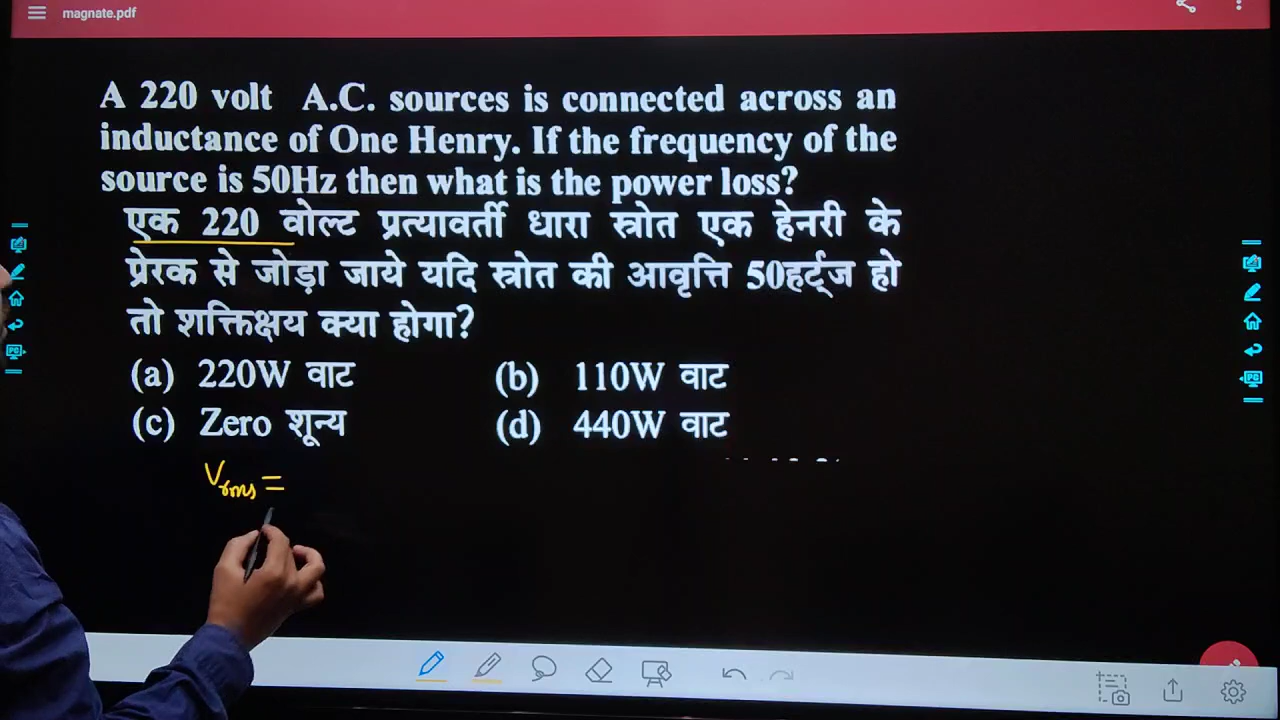 magnate.pdf
A 220 volt A.C. sources is connected across an
inductance of One Henry. If the frequency of the
source is 50Hz then what is the power loss?
एक 220 वोल्ट प्रत्यावर्ती धारा स्त्रोत एक हेनरी के
प्रेरक से जोड़ा जाये यदि स्त्रोत की आवृत्ति 50हर्ट्ज हो
तो शक्तिक्षय क्या होगा?
(a) 220W वाट (b) 110W वाट
(c) Zero शून्य (d) 440W वाट
Vrms =